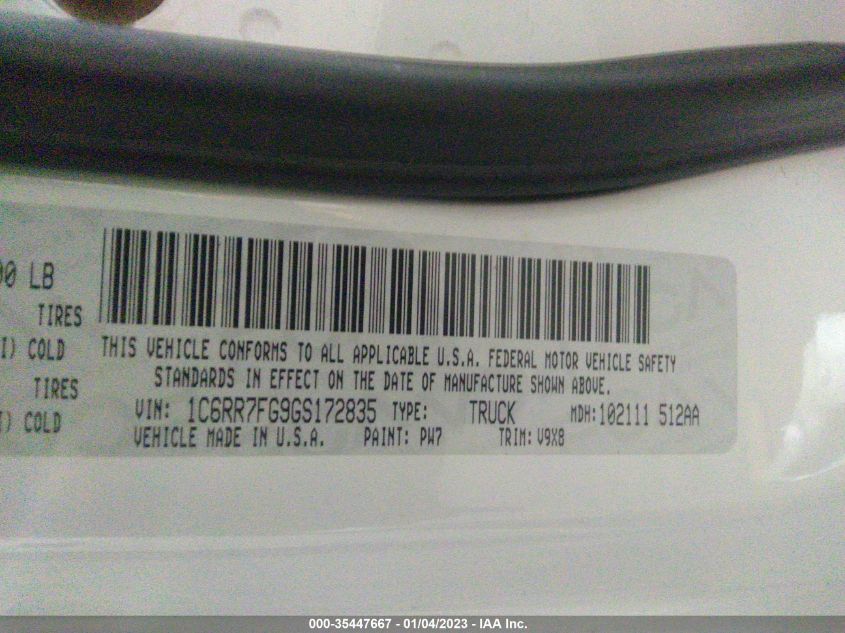 00 LB
TIRES
I) COLD
TIRES
I) COLD
THIS VEHICLE CONFORMS TO ALL APPLICABLE U.S.A. FEDERAL MOTOR VEHICLE SAFETY
STANDARDS IN EFFECT ON THE DATE OF MANUFACTURE SHOWN ABOVE.
VIN: 1C6RR7FG9GS172835 TYPE: TRUCK MDH: 102111 512AA
VEHICLE MADE IN U.S.A. PAINT: PW7 TRIM: V9X8
000-35447667 - 01/04/2023 - IAA Inc.